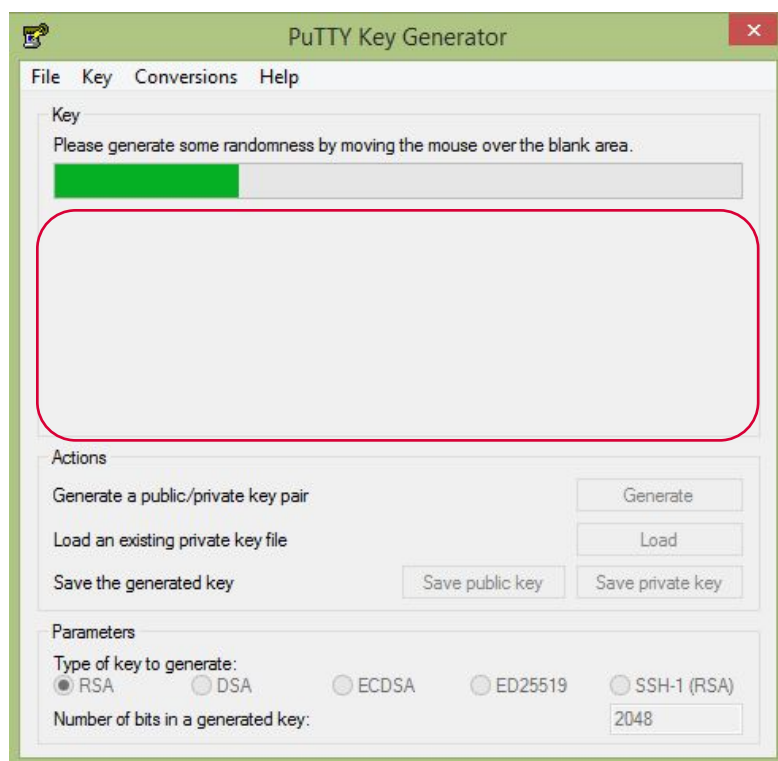 PuTTY Key Generator
File Key Conversions Help
Key
Please generate some randomness by moving the mouse over the blank area.
Actions
Generate a public/private key pair
Generate
Load an existing private key file
Load
Save the generated key
Save public key
Save private key
Parameters
Type of key to generate:
RSA DSA ECDSA ED25519 SSH-1 (RSA)
Number of bits in a generated key:
2048